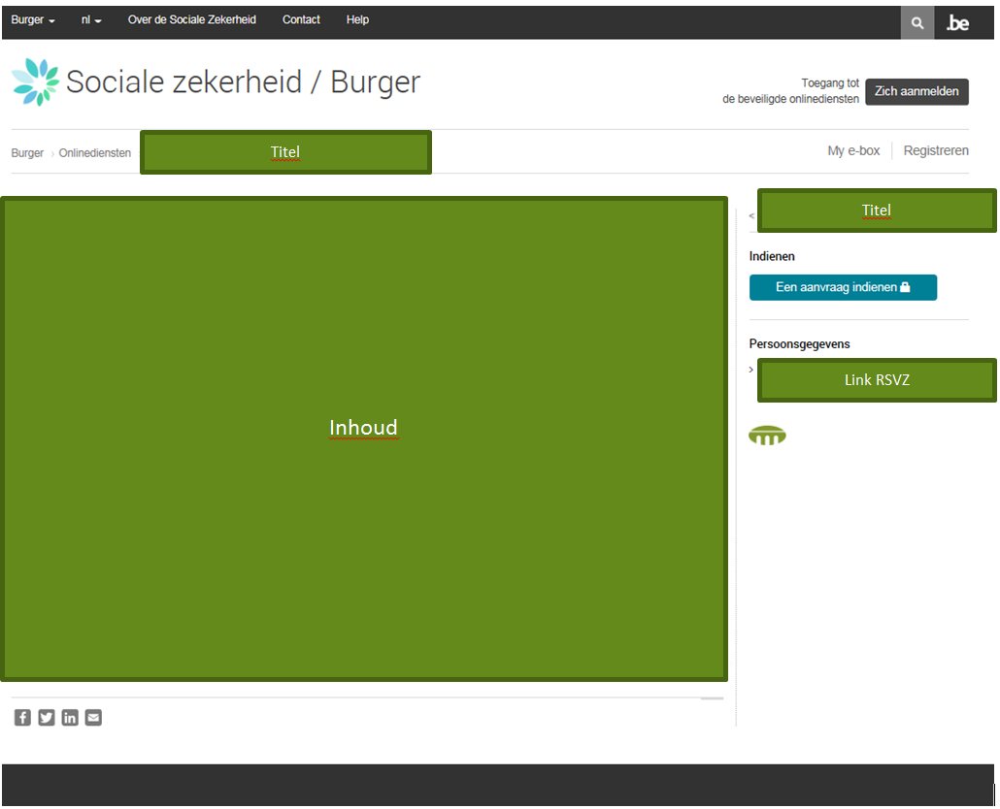 Burger nl Over de Sociale Zekerheid Contact Help .be
Sociale zekerheid / Burger
Toegang tot
de beveiligde onlinediensten
Zich aanmelden
Burger › Onlinediensten
Titel
My e-box Registreren
Inhoud
< Titel
Indienen
Een aanvraag indienen
Persoonsgegevens
› Link RSVZ